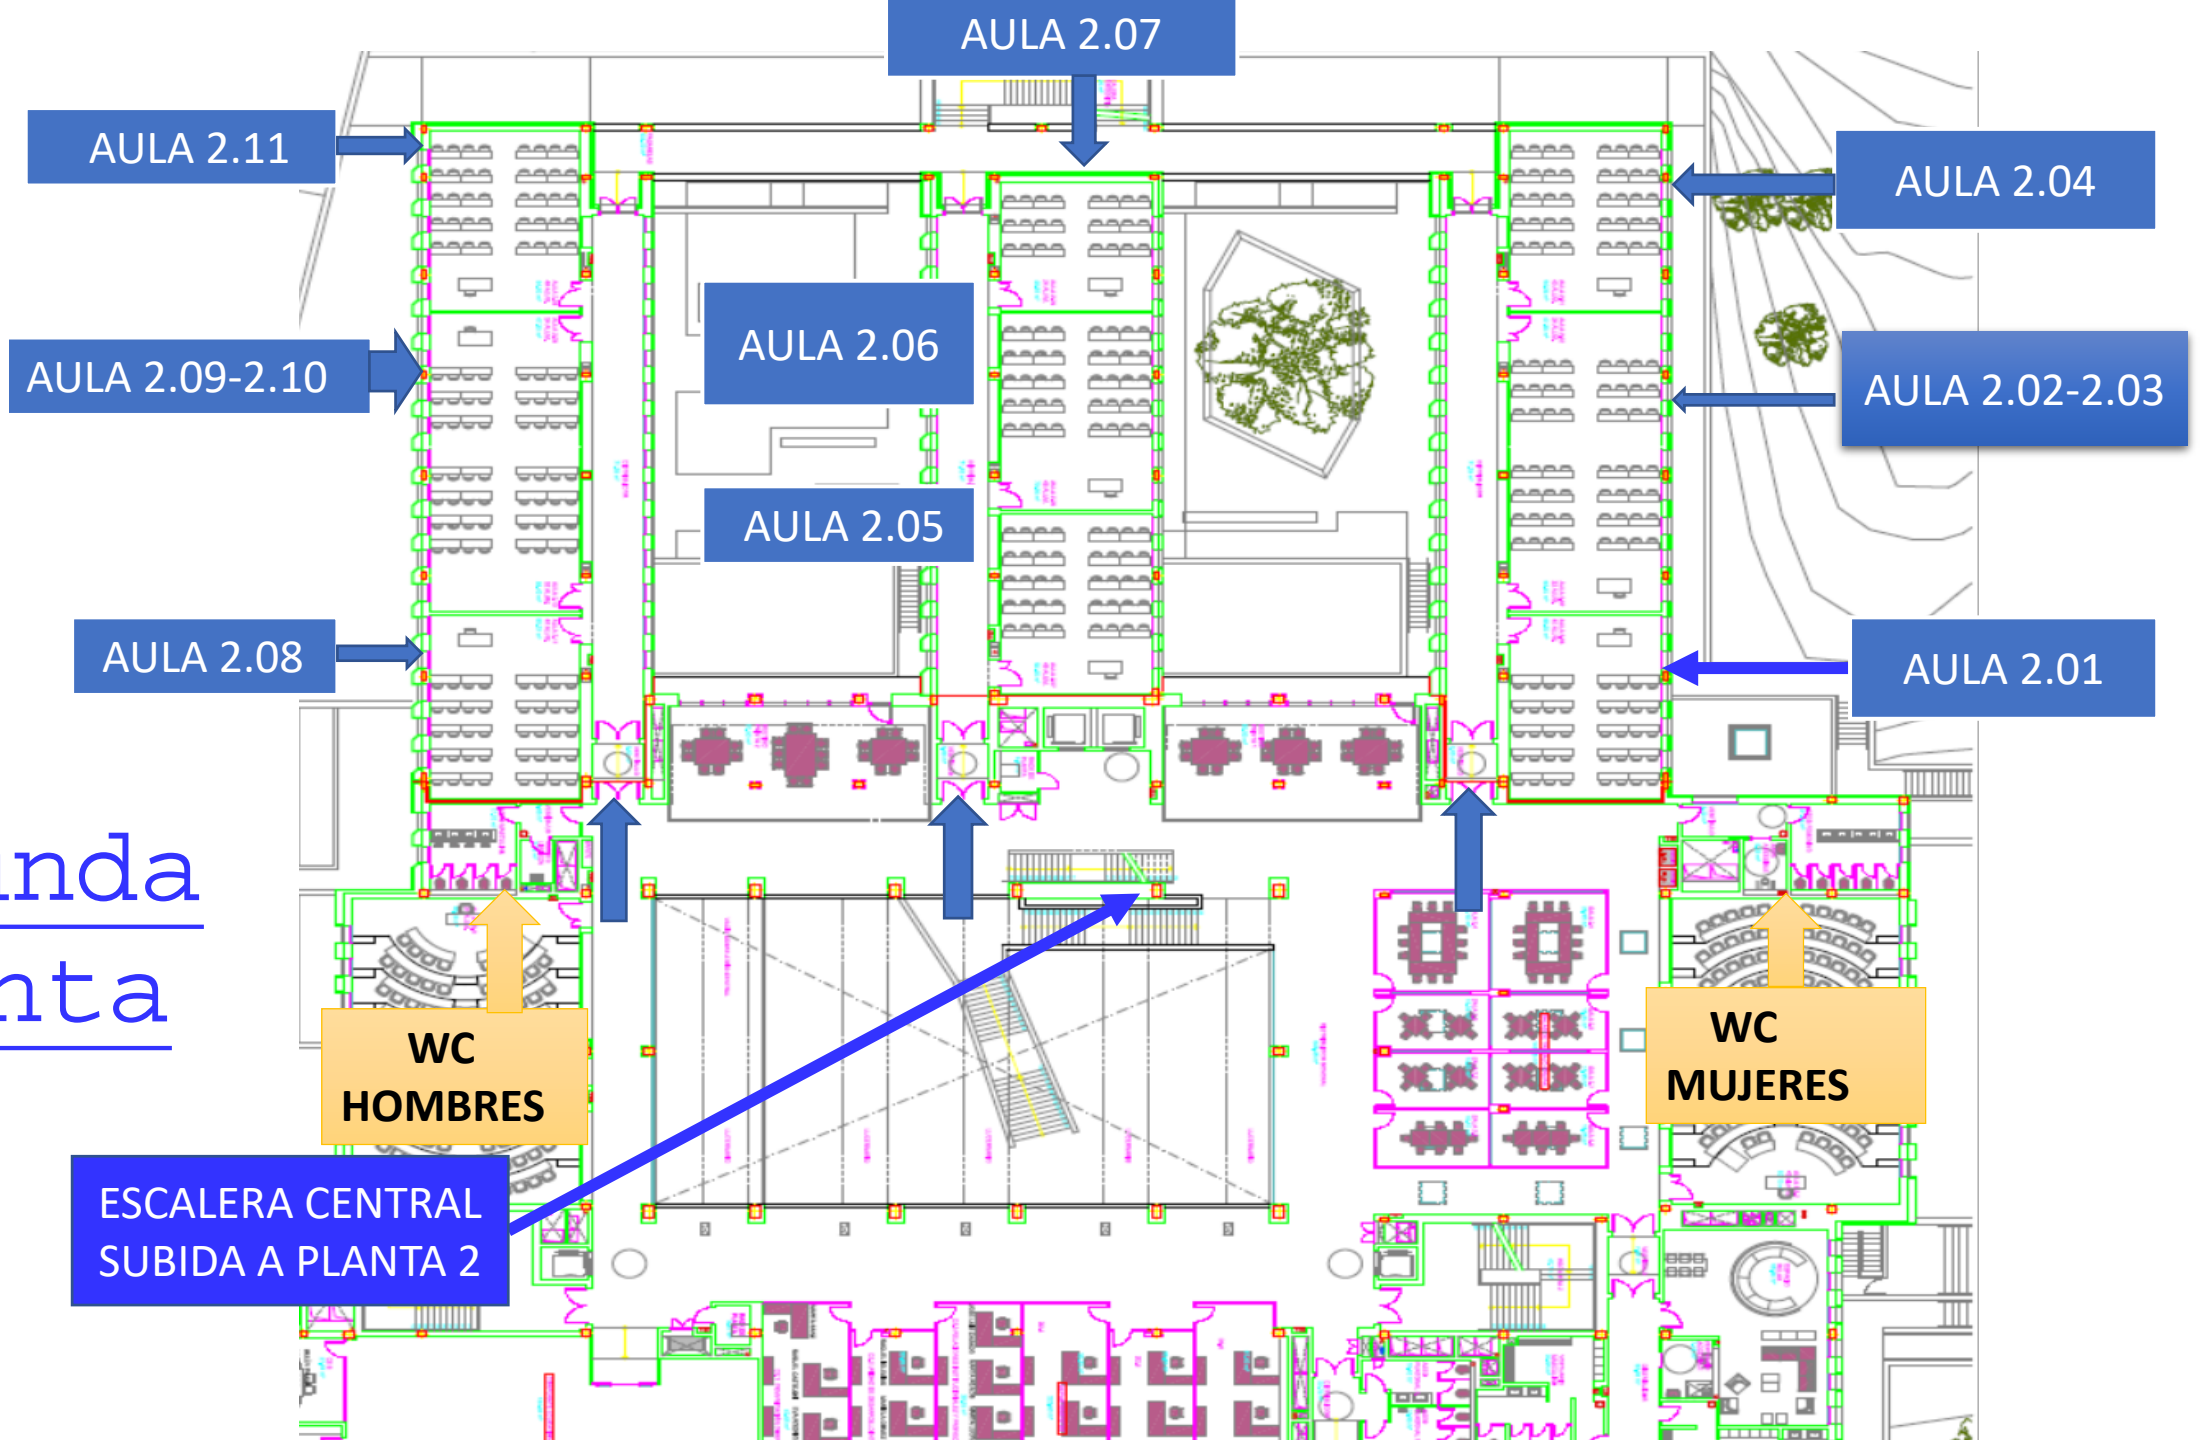 AULA 2.07
AULA 2.11
AULA 2.04
AULA 2.06
AULA 2.09-2.10
AULA 2.02-2.03
AULA 2.05
AULA 2.08
AULA 2.01
unda
nta
WC
HOMBRES
WC
MUJERES
ESCALERA CENTRAL
SUBIDA A PLANTA 2